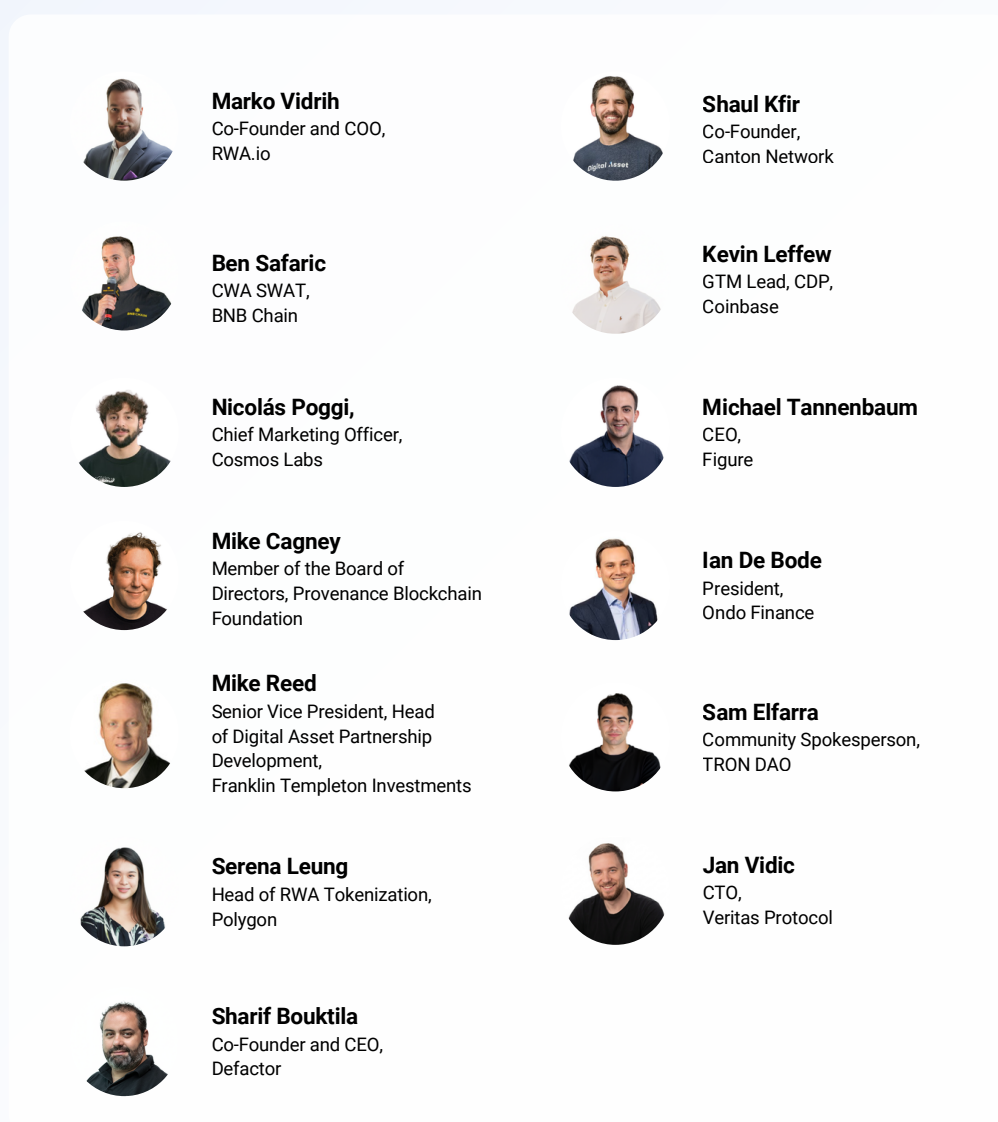 Marko Vidrih
Co-Founder and COO,
RWA.io
Ben Safaric
CWA SWAT,
BNB Chain
Nicolás Poggi,
Chief Marketing Officer,
Cosmos Labs
Mike Cagney
Member of the Board of
Directors, Provenance Blockchain
Foundation
Mike Reed
Senior Vice President, Head
of Digital Asset Partnership
Development,
Franklin Templeton Investments
Serena Leung
Head of RWA Tokenization,
Polygon
Sharif Bouktila
Co-Founder and CEO,
Defactor
Shaul Kfir
Co-Founder,
Canton Network
Digital Asset
Kevin Leffew
GTM Lead, CDP,
Coinbase
Michael Tannenbaum
CEO,
Figure
Ian De Bode
President,
Ondo Finance
Sam Elfarra
Community Spokesperson,
TRON DAO
Jan Vidic
CTO,
Veritas Protocol